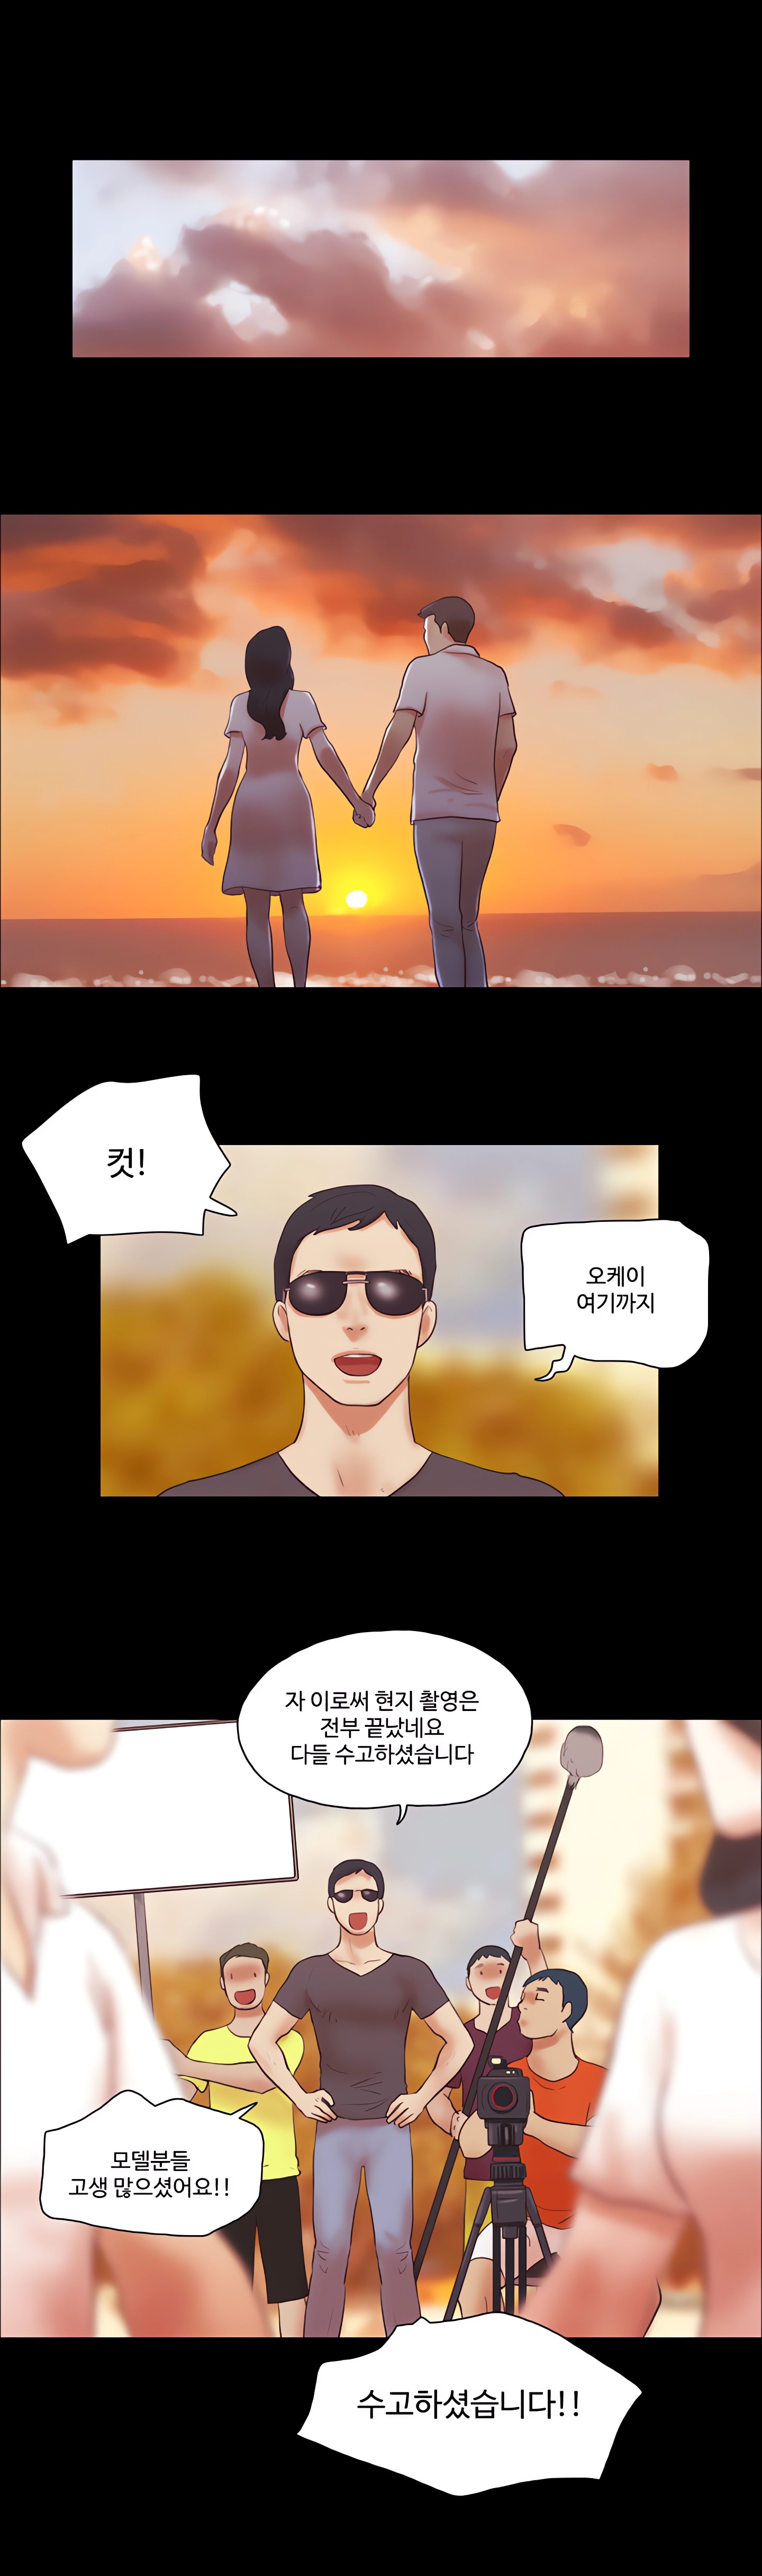 컷!
오케이
여기까지
자 이로써 현지 촬영은
전부 끝났네요
다들 수고하셨습니다
모델분들
고생 많으셨어요!!
수고하셨습니다!!